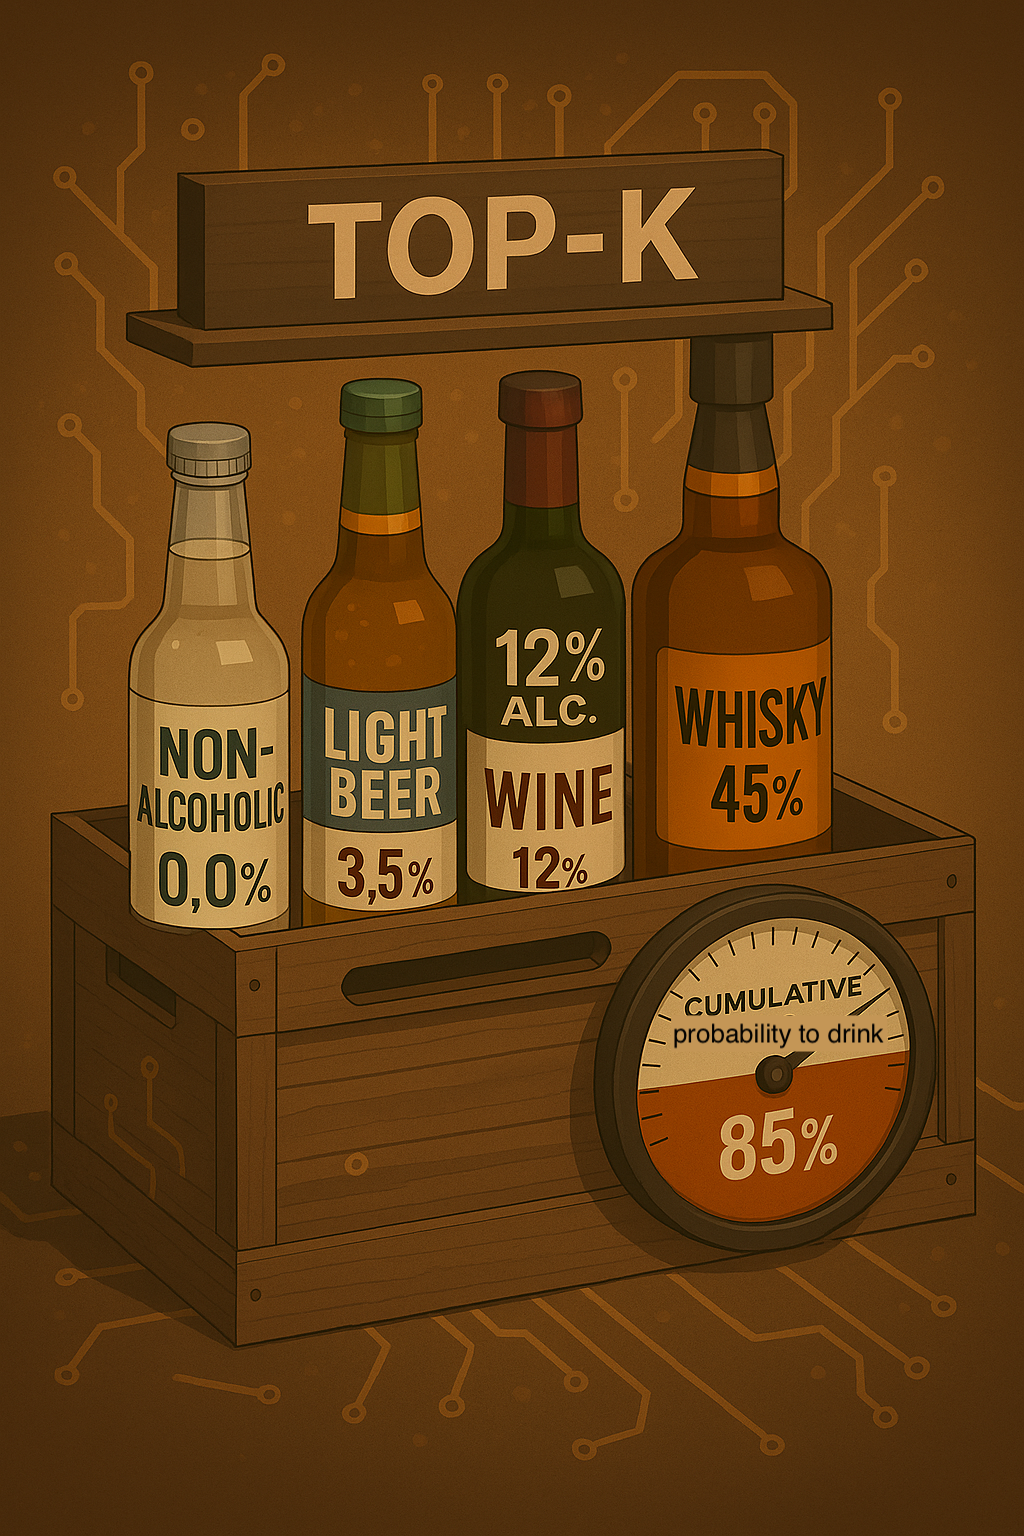 TOP-K
NON-
ALCOHOLIC
0,0%
LIGHT
BEER
3,5%
12%
ALC.
WINE
12%
WHISKY
45%
CUMULATIVE
probability to drink
85%